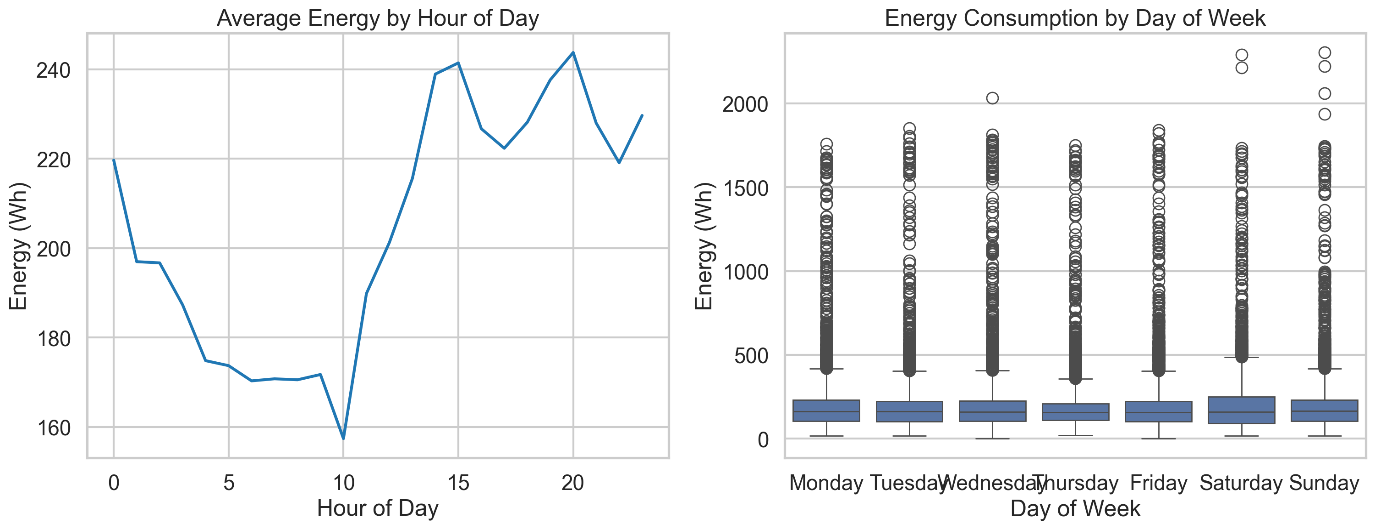 Average Energy by Hour of Day
Energy (Wh)
240
220
200
180
160
0 5 10 15 20
Hour of Day
Energy Consumption by Day of Week
Energy (Wh)
2000
1500
1000
500
0
Monday Tuesday Wednesday Thursday Friday Saturday Sunday
Day of Week